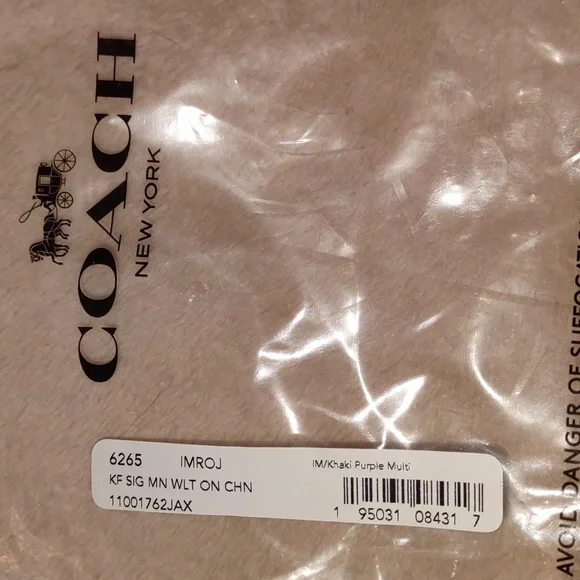 COACH
NEW YORK
6265 IMROJ IM/Khaki Purple Multi
KF SIG MN WLT ON CHN
11001762JAX
1 95031 08431 7
AVOID DANGER OF SUFFOCATIO